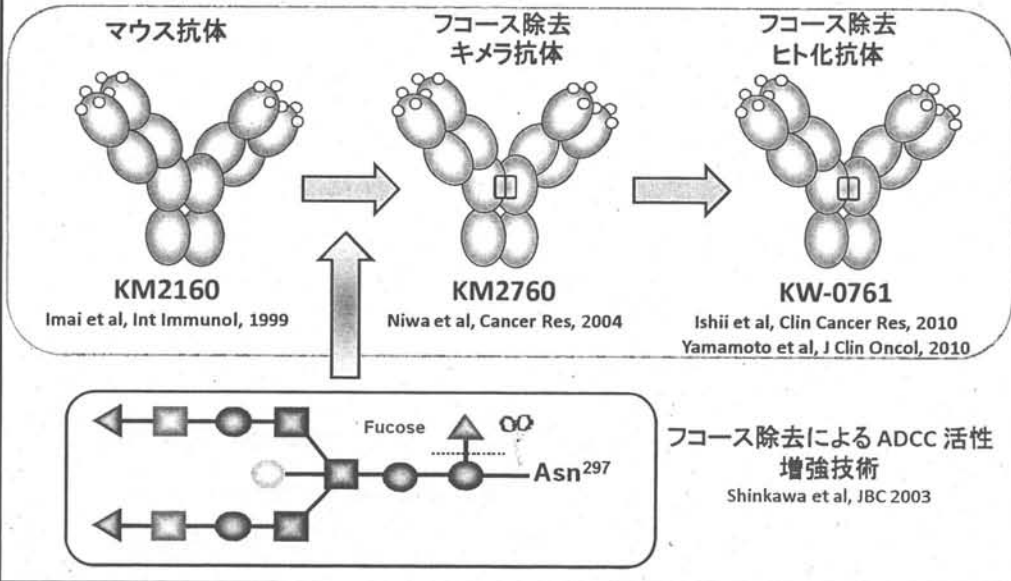 マウス抗体
フコース除去
キメラ抗体
フコース除去
ヒト化抗体
KM2160
Imai et al, Int Immunol, 1999
KM2760
Niwa et al, Cancer Res, 2004
KW-0761
Ishii et al, Clin Cancer Res, 2010
Yamamoto et al, J Clin Oncol, 2010
Fucose
Asn297
フコース除去による ADCC 活性
増強技術
Shinkawa et al, JBC 2003